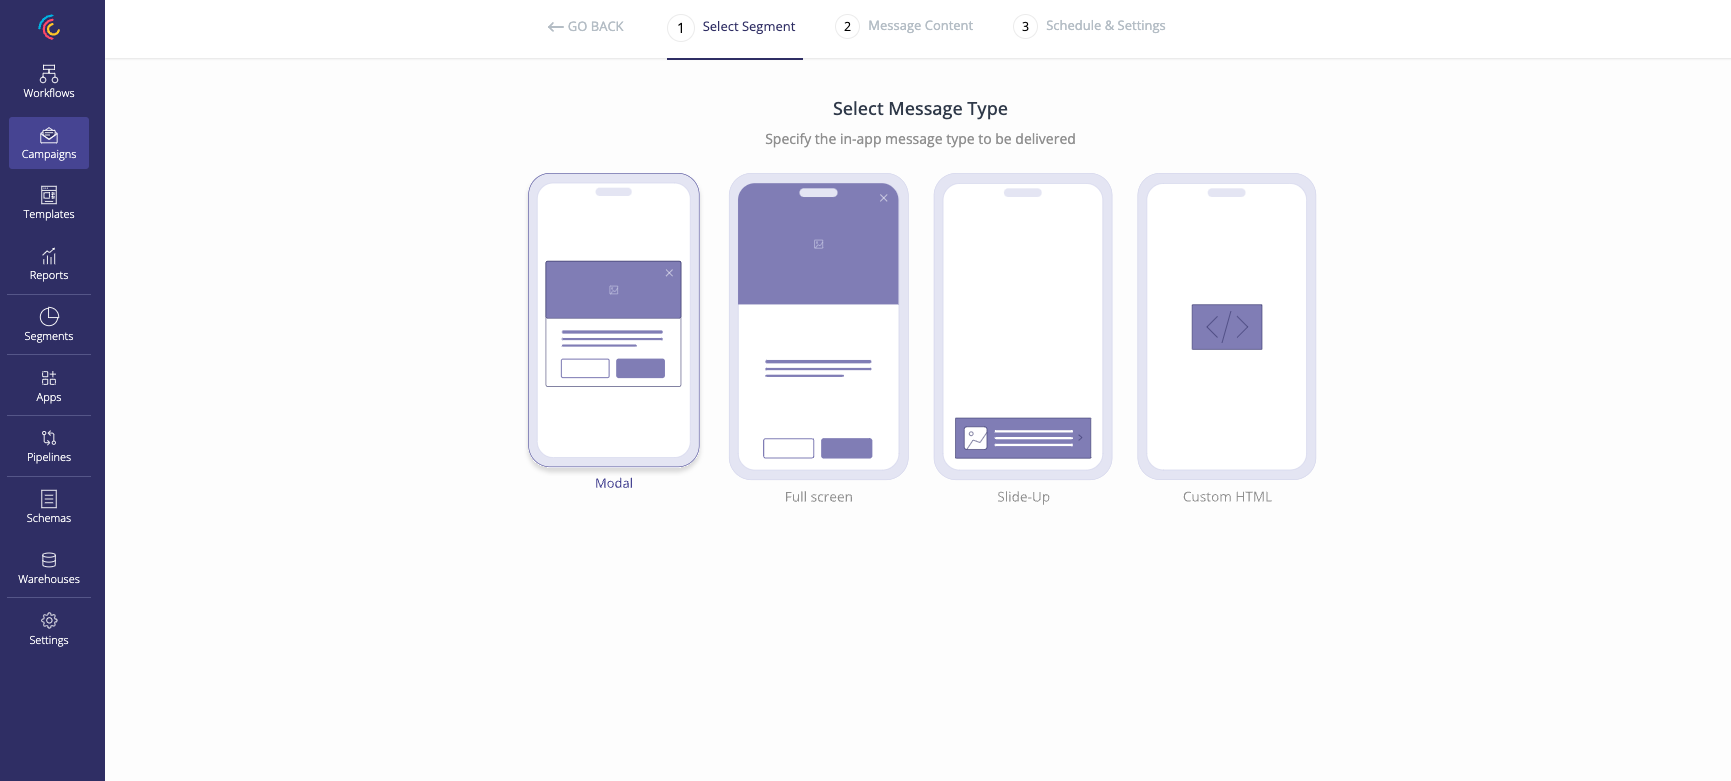 GO BACK
1 Select Segment
2 Message Content
3 Schedule & Settings
Workflows
Campaigns
Templates
Reports
Segments
Apps
Pipelines
Schemas
Warehouses
Settings
Select Message Type
Specify the in-app message type to be delivered
Modal
Full screen
Slide-Up
Custom HTML